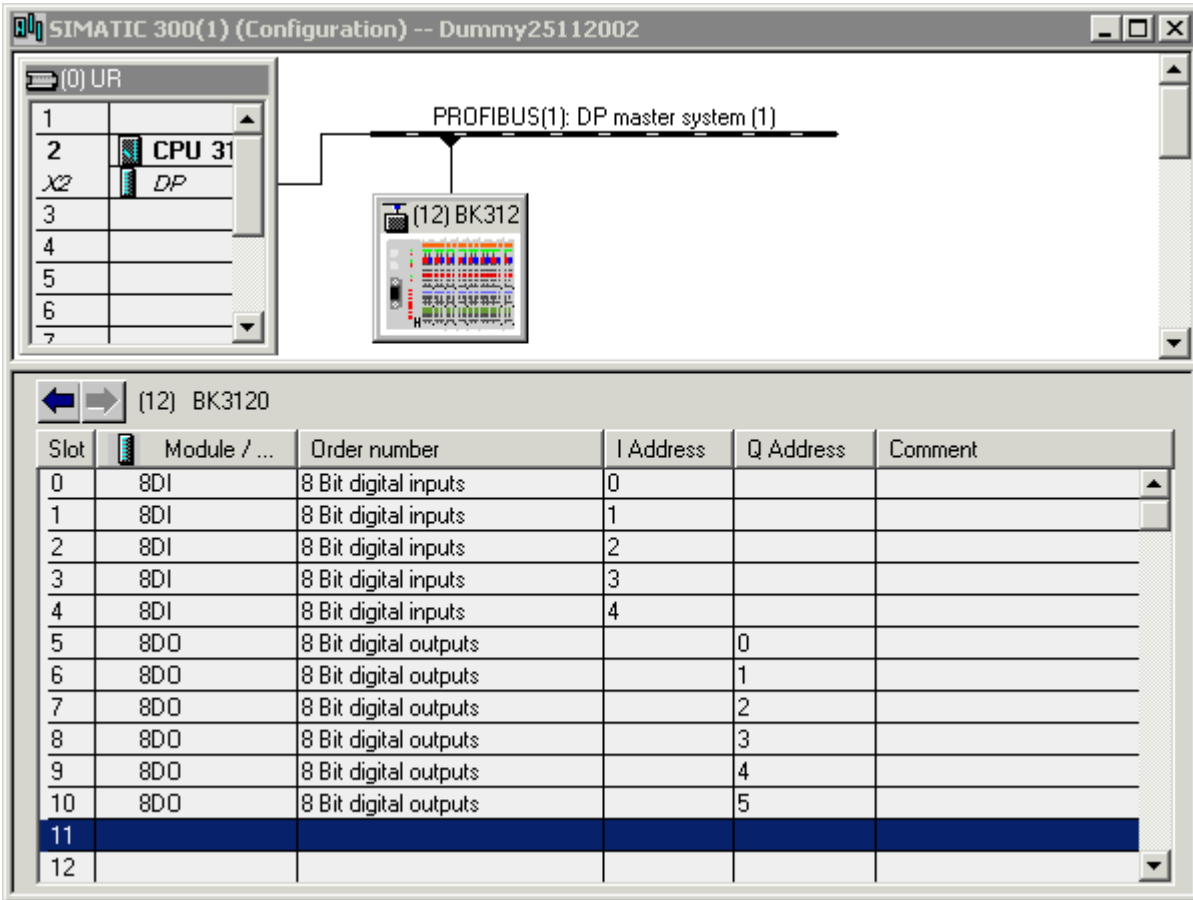 SIMATIC 300(1) (Configuration) -- Dummy25112002
(0) UR
1
2 CPU 31
X2 DP
3
4
5
6
7
PROFIBUS(1): DP master system (1)
(12) BK312
(12) BK3120
Slot Module / ... Order number I Address Q Address Comment
0 8DI 8 Bit digital inputs 0
1 8DI 8 Bit digital inputs 1
2 8DI 8 Bit digital inputs 2
3 8DI 8 Bit digital inputs 3
4 8DI 8 Bit digital inputs 4
5 8DO 8 Bit digital outputs 0
6 8DO 8 Bit digital outputs 1
7 8DO 8 Bit digital outputs 2
8 8DO 8 Bit digital outputs 3
9 8DO 8 Bit digital outputs 4
10 8DO 8 Bit digital outputs 5
11
12